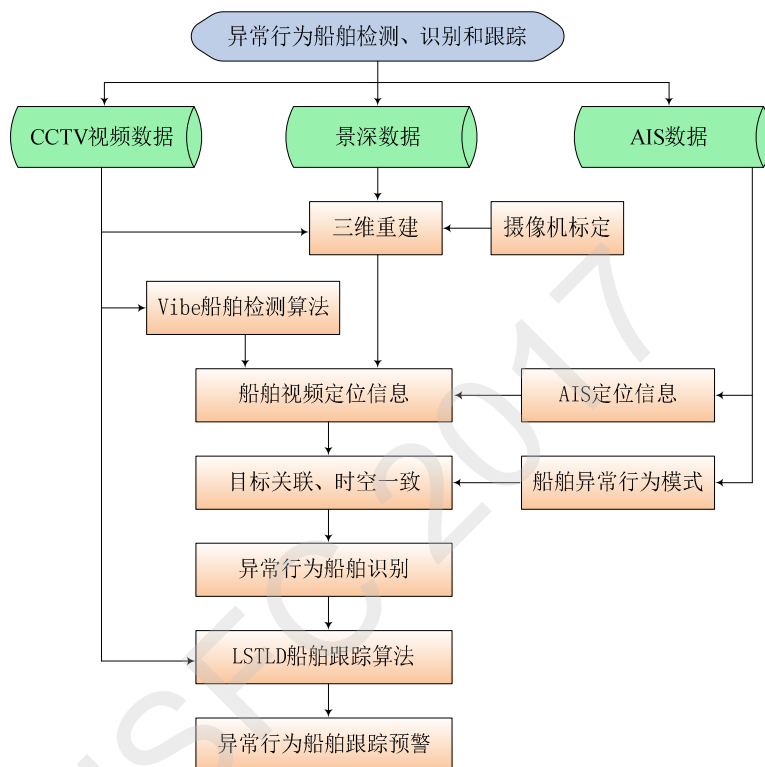 异常行为船舶检测、识别和跟踪
CCTV视频数据
景深数据
AIS数据
三维重建
摄像机标定
Vibe船舶检测算法
船舶视频定位信息
AIS定位信息
目标关联、时空一致
船舶异常行为模式
异常行为船舶识别
LSTLD船舶跟踪算法
异常行为船舶跟踪预警
NSFC 2017